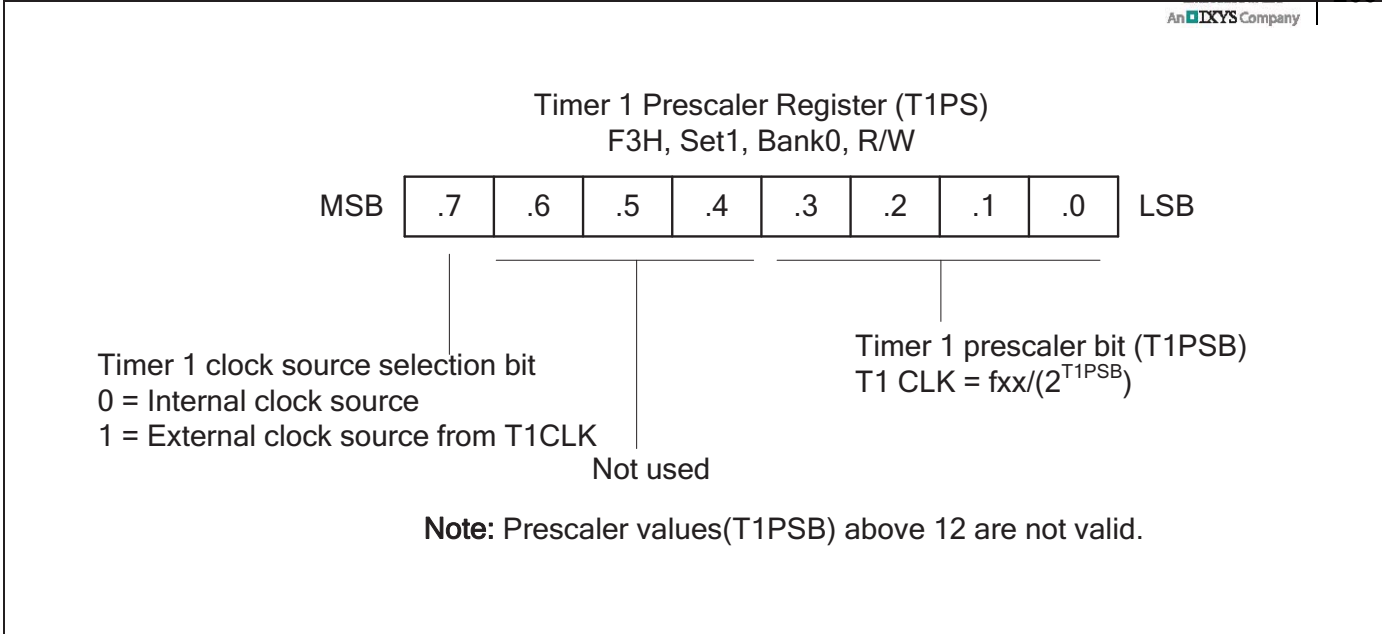 An IXYS Company
Timer 1 Prescaler Register (T1PS)
F3H, Set1, Bank0, R/W
MSB .7 .6 .5 .4 .3 .2 .1 .0 LSB
Timer 1 prescaler bit (T1PSB)
T1 CLK = fxx/(2^T1PSB)
Timer 1 clock source selection bit
0 = Internal clock source
1 = External clock source from T1CLK
Not used
Note: Prescaler values(T1PSB) above 12 are not valid.